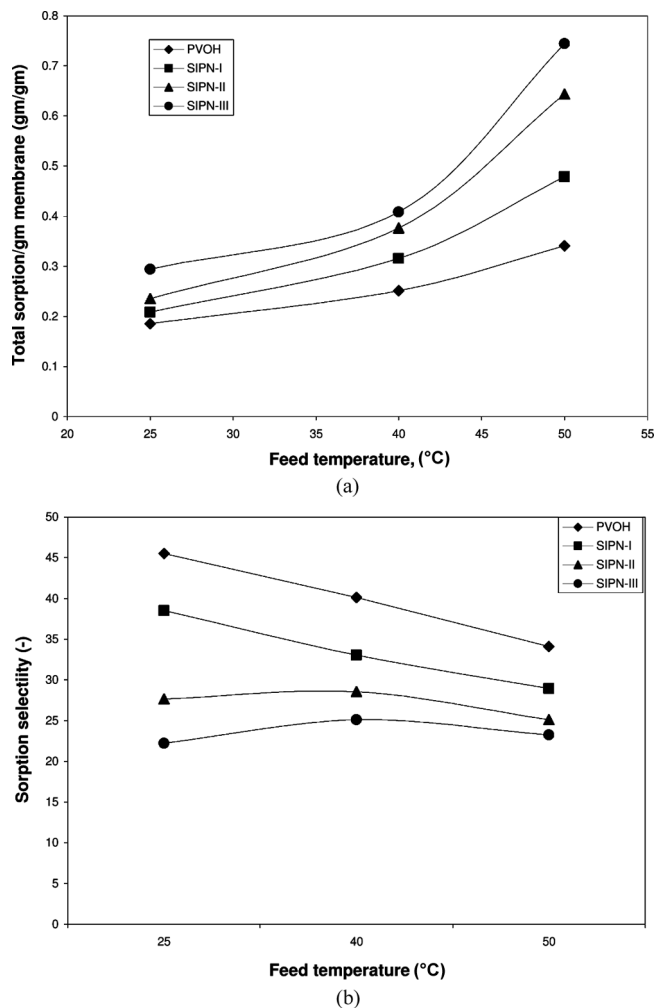 0.8
0.7
0.6
0.5
0.4
0.3
0.2
0.1
0
Total sorption/gm membrane (gm/gm)
PVOH
SIPN-I
SIPN-II
SIPN-III
20 25 30 35 40 45 50 55
Feed temperature, (°C)
(a)
50
45
40
35
30
25
20
15
10
5
0
Sorption selectiity (-)
PVOH
SIPN-I
SIPN-II
SIPN-III
25 40 50
Feed temperature (°C)
(b)